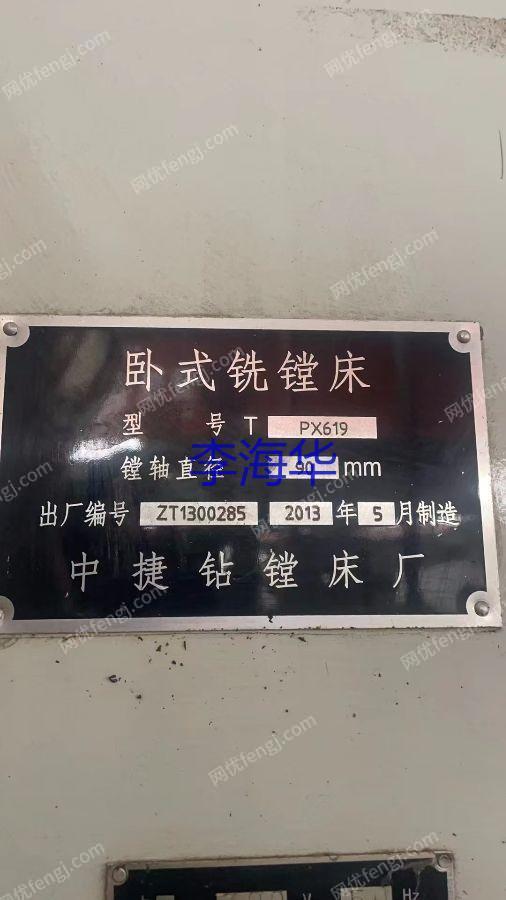 卧式铣镗床
型 号 T PX619
镗轴直径 90 mm
李海华
出厂编号 ZT1300285 2013 年 5 月制造
中捷钻镗床厂
网优fengj.com
Hz